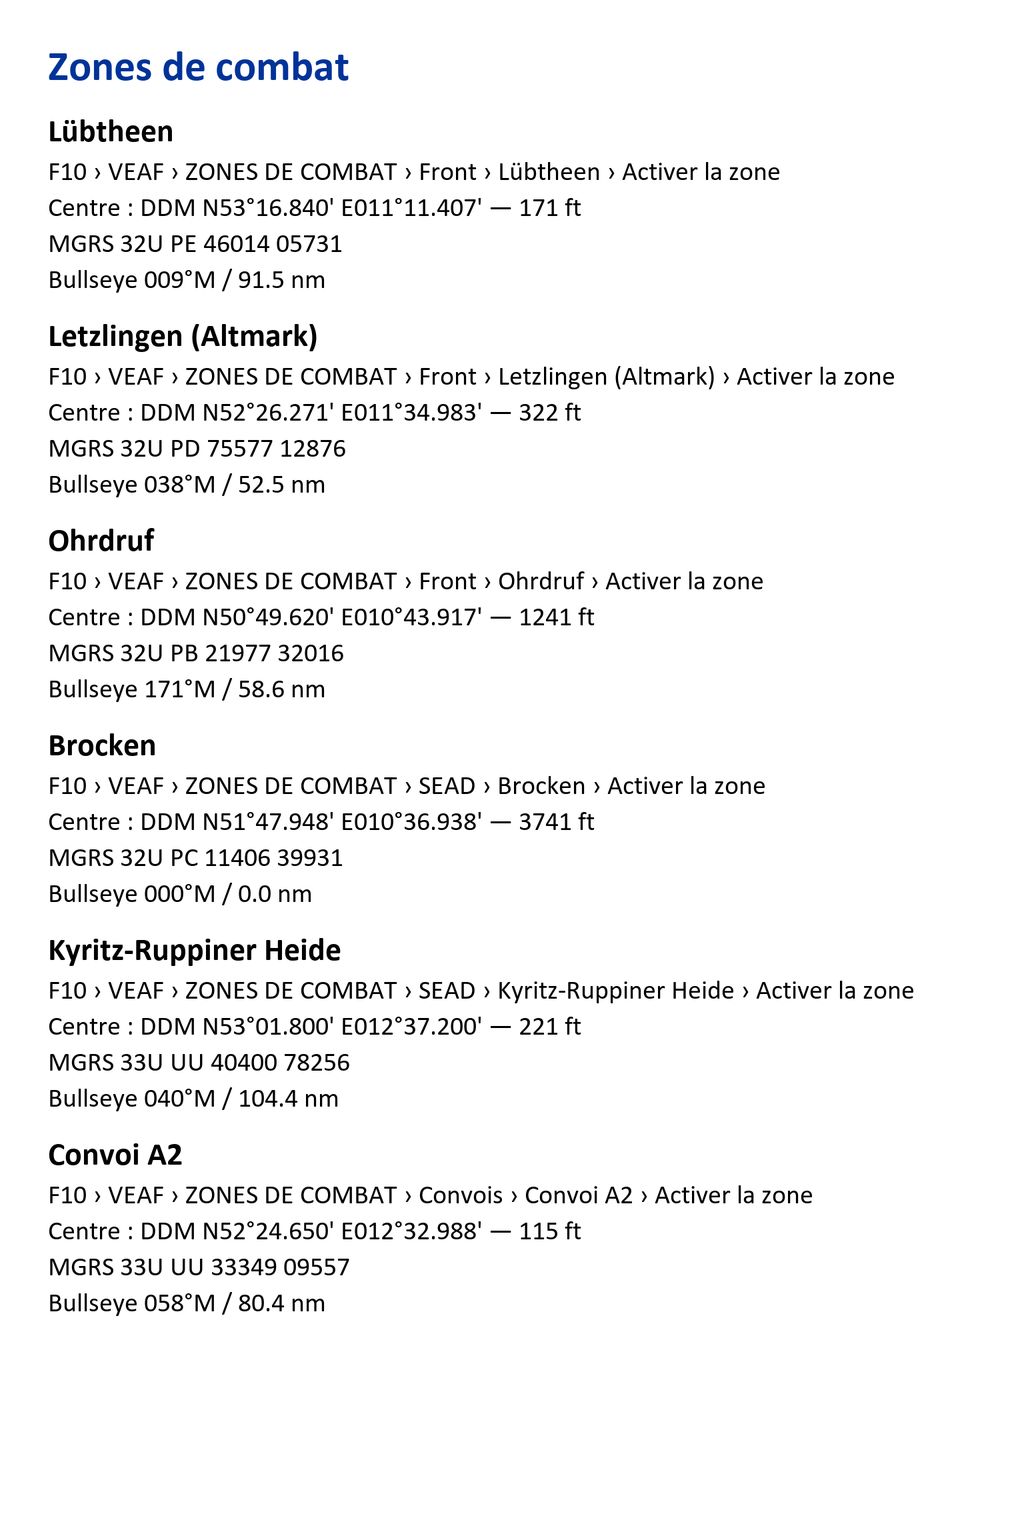 Zones de combat
Lübtheen
F10 › VEAF › ZONES DE COMBAT › Front › Lübtheen › Activer la zone
Centre : DDM N53°16.840' E011°11.407' — 171 ft
MGRS 32U PE 46014 05731
Bullseye 009°M / 91.5 nm
Letzlingen (Altmark)
F10 › VEAF › ZONES DE COMBAT › Front › Letzlingen (Altmark) › Activer la zone
Centre : DDM N52°26.271' E011°34.983' — 322 ft
MGRS 32U PD 75577 12876
Bullseye 038°M / 52.5 nm
Ohrdruf
F10 › VEAF › ZONES DE COMBAT › Front › Ohrdruf › Activer la zone
Centre : DDM N50°49.620' E010°43.917' — 1241 ft
MGRS 32U PB 21977 32016
Bullseye 171°M / 58.6 nm
Brocken
F10 › VEAF › ZONES DE COMBAT › SEAD › Brocken › Activer la zone
Centre : DDM N51°47.948' E010°36.938' — 3741 ft
MGRS 32U PC 11406 39931
Bullseye 000°M / 0.0 nm
Kyritz-Ruppiner Heide
F10 › VEAF › ZONES DE COMBAT › SEAD › Kyritz-Ruppiner Heide › Activer la zone
Centre : DDM N53°01.800' E012°37.200' — 221 ft
MGRS 33U UU 40400 78256
Bullseye 040°M / 104.4 nm
Convoi A2
F10 › VEAF › ZONES DE COMBAT › Convois › Convoi A2 › Activer la zone
Centre : DDM N52°24.650' E012°32.988' — 115 ft
MGRS 33U UU 33349 09557
Bullseye 058°M / 80.4 nm